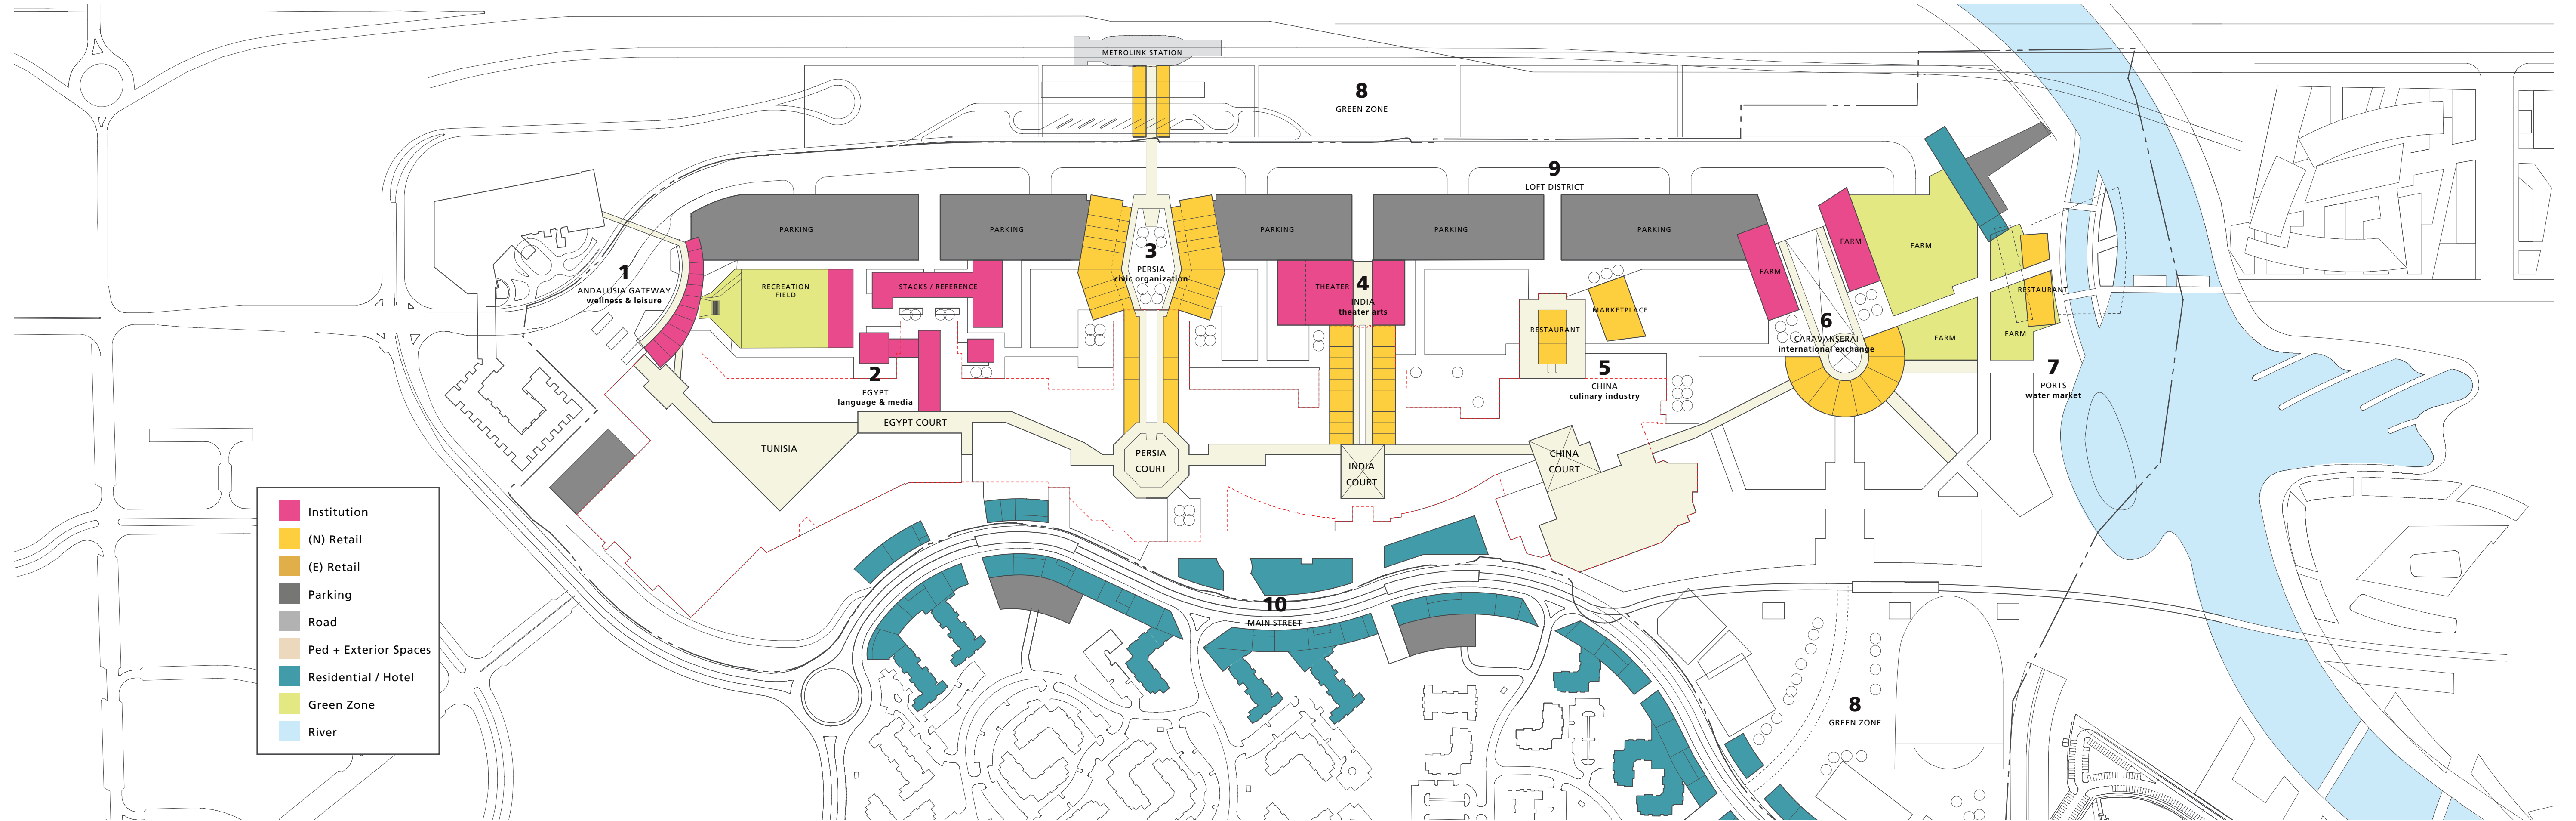 METROLINK STATION
8
GREEN ZONE
9
LOFT DISTRICT
PARKING
PARKING
PARKING
PARKING
PARKING
1
ANDALUSIA GATEWAY
wellness & leisure
RECREATION
FIELD
STACKS / REFERENCE
3
PERSIA
civic organization
THEATER
4
INDIA
theater arts
RESTAURANT
MARKETPLACE
FARM
FARM
FARM
FARM
FARM
RESTAURANT
6
CARAVANSERAI
international exchange
2
EGYPT
language & media
5
CHINA
culinary industry
7
PORTS
water market
EGYPT COURT
TUNISIA
PERSIA
COURT
INDIA
COURT
CHINA
COURT
10
MAIN STREET
8
GREEN ZONE
Institution
(N) Retail
(E) Retail
Parking
Road
Ped + Exterior Spaces
Residential / Hotel
Green Zone
River